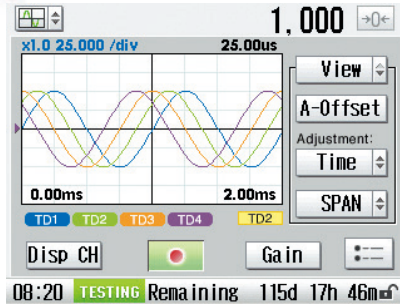 1,000 →0←
x1.0 25.000 /div 25.00us
View
A-Offset
Adjustment:
Time
0.00ms 2.00ms
SPAN
TD1 TD2 TD3 TD4 TD2
Disp CH Gain
08:20 TESTING Remaining 115d 17h 46m